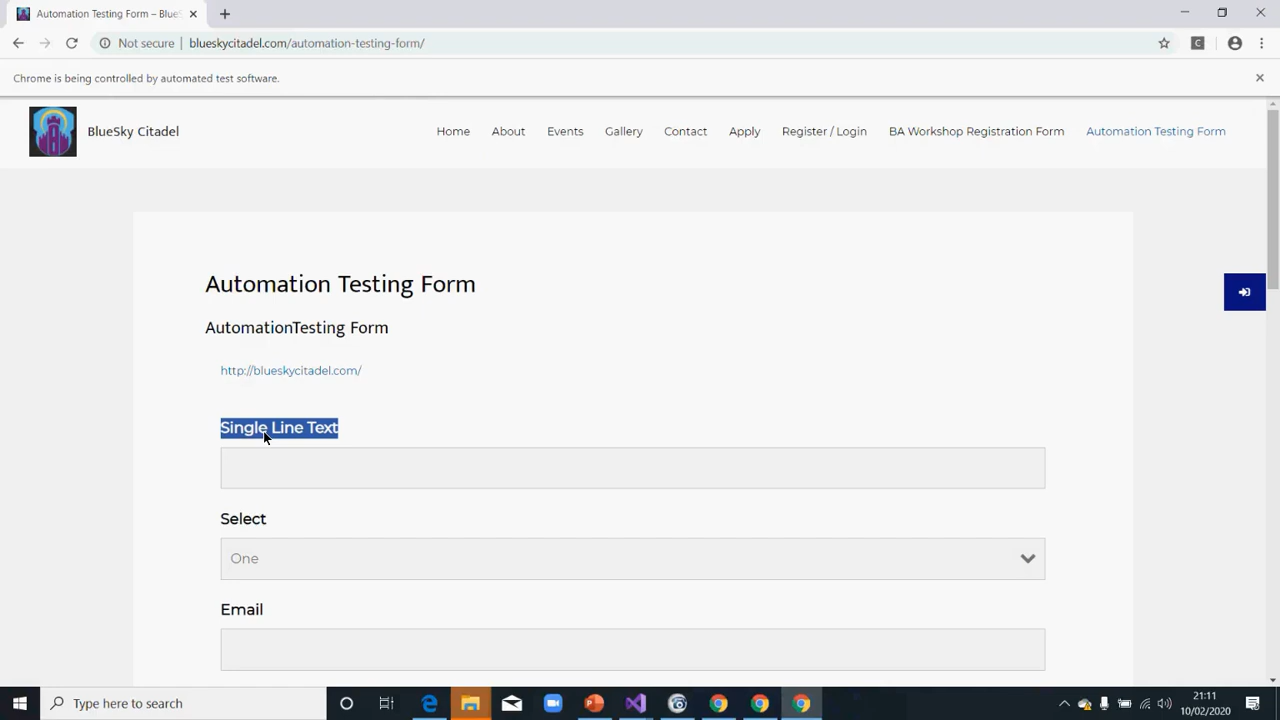 Automation Testing Form – BlueS
Not secure | blueskycitadel.com/automation-testing-form/
Chrome is being controlled by automated test software.
BlueSky Citadel
Home About Events Gallery Contact Apply Register / Login BA Workshop Registration Form Automation Testing Form
Automation Testing Form
AutomationTesting Form
http://blueskycitadel.com/
Single Line Text
Select
One
Email
Type here to search
21:11
10/02/2020